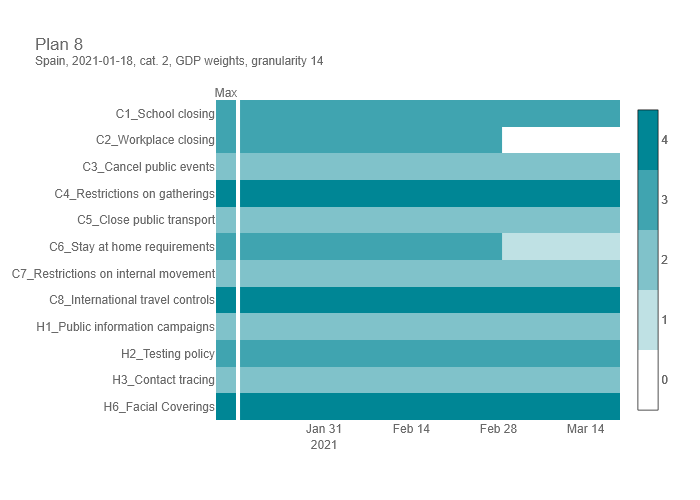 Plan 8
Spain, 2021-01-18, cat. 2, GDP weights, granularity 14
Max
C1_School closing
C2_Workplace closing
C3_Cancel public events
C4_Restrictions on gatherings
C5_Close public transport
C6_Stay at home requirements
C7_Restrictions on internal movement
C8_International travel controls
H1_Public information campaigns
H2_Testing policy
H3_Contact tracing
H6_Facial Coverings
Jan 31 Feb 14 Feb 28 Mar 14
2021
4
3
2
1
0